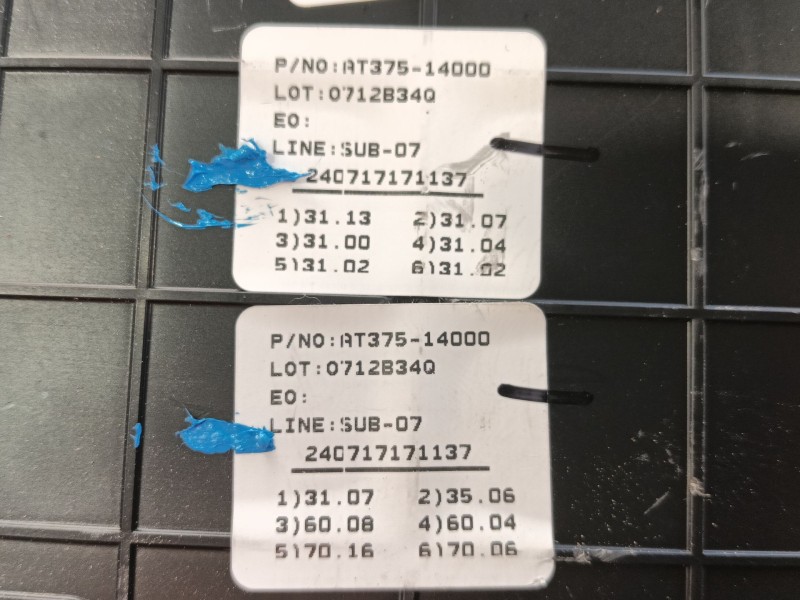 P/NO:AT375-14000
LOT:0712B34Q
EO:
LINE:SUB-07
240717171137
1)31.13 2)31.07
3)31.00 4)31.04
5)31.02 6)31.02
P/NO:AT375-14000
LOT:0712B34Q
EO:
LINE:SUB-07
240717171137
1)31.07 2)35.06
3)60.08 4)60.04
5)70.16 6)70.06